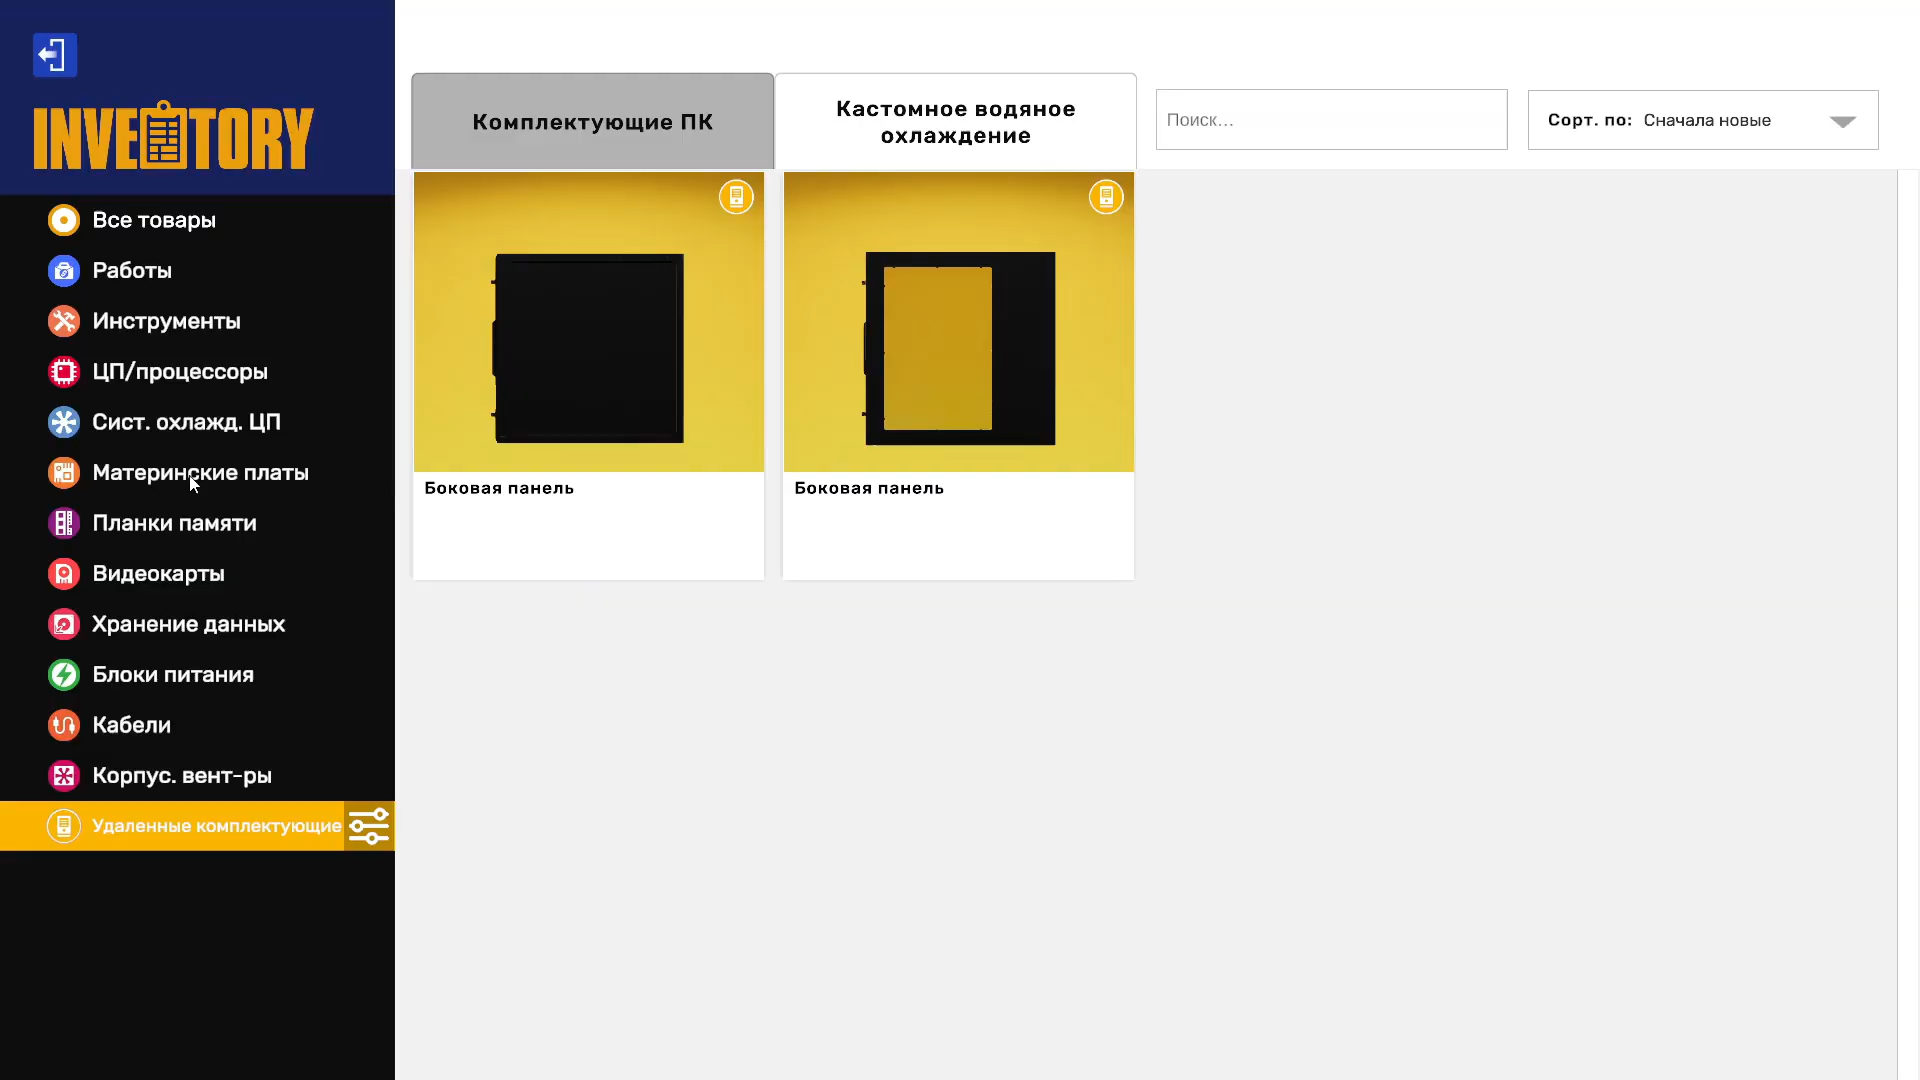 INVENTORY
Все товары
Работы
Инструменты
ЦП/процессоры
Сист. охлажд. ЦП
Материнские платы
Планки памяти
Видеокарты
Хранение данных
Блоки питания
Кабели
Корпус. вент-ры
Удаленные комплектующие
Комплектующие ПК
Кастомное водяное
охлаждение
Поиск...
Сорт. по: Сначала новые
Боковая панель
Боковая панель